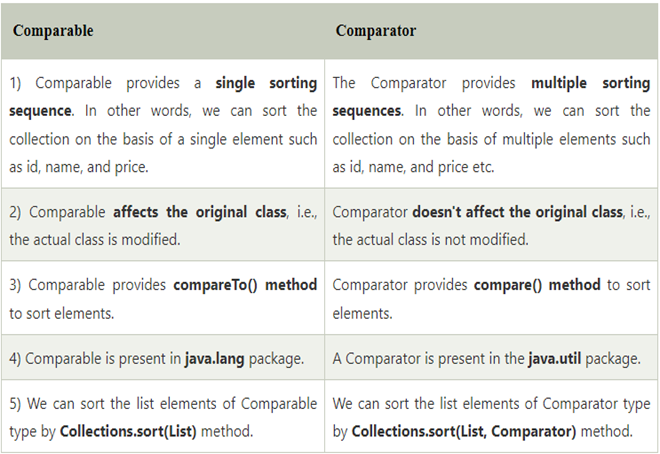 Comparable
Comparator
1) Comparable provides a single sorting
sequence. In other words, we can sort the
collection on the basis of a single element such
as id, name, and price.
The Comparator provides multiple sorting
sequences. In other words, we can sort the
collection on the basis of multiple elements such
as id, name, and price etc.
2) Comparable affects the original class, i.e.,
the actual class is modified.
Comparator doesn't affect the original class, i.e.,
the actual class is not modified.
3) Comparable provides compareTo() method
to sort elements.
Comparator provides compare() method to sort
elements.
4) Comparable is present in java.lang package.
A Comparator is present in the java.util package.
5) We can sort the list elements of Comparable
type by Collections.sort(List) method.
We can sort the list elements of Comparator type
by Collections.sort(List, Comparator) method.